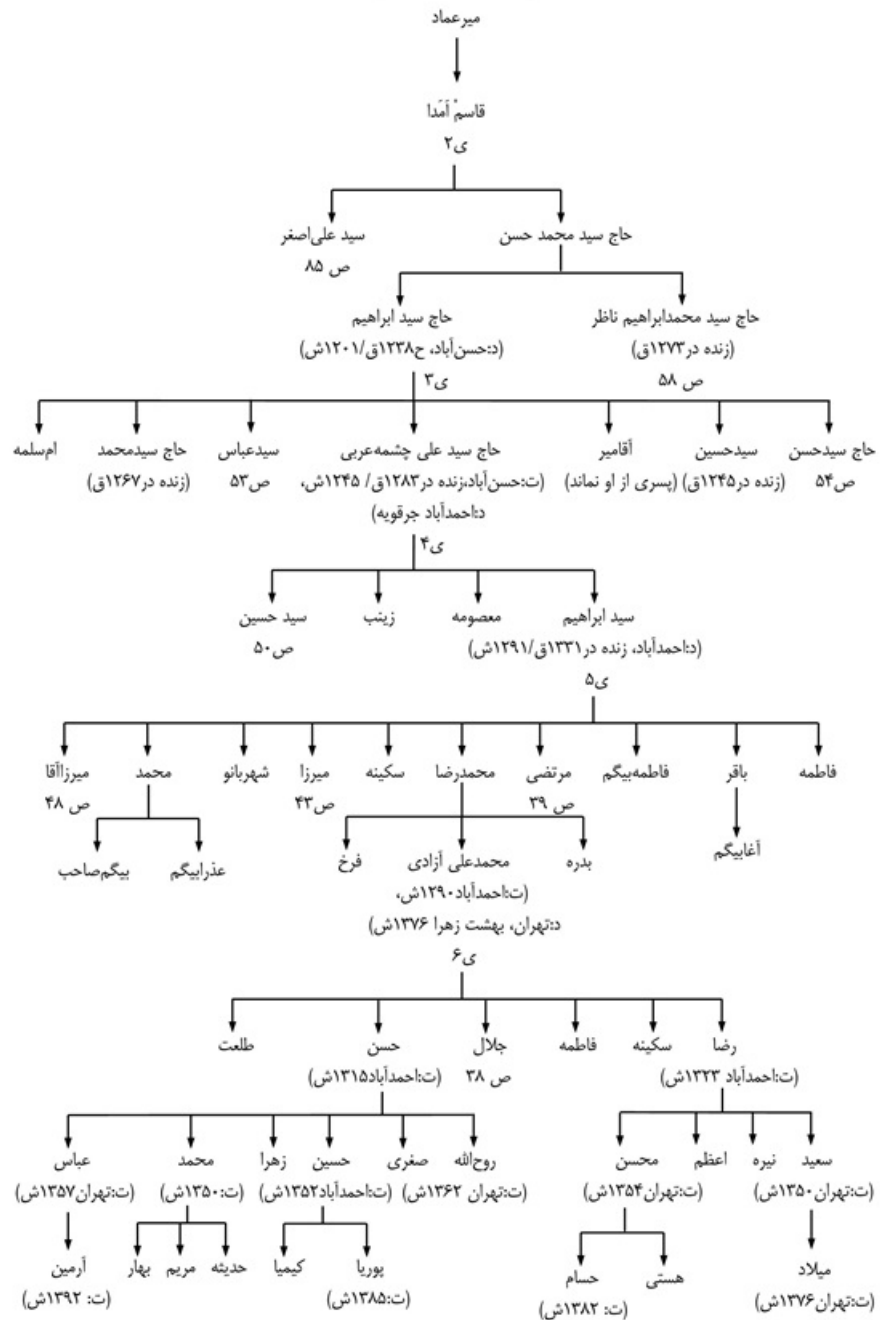 میرعماد
قاسمْ آمَدا
ی۲
حاج سید محمد حسن
سید علی‌اصغر
ص ۸۵
حاج سید محمدابراهیم ناظر
(زنده در۱۲۷۳ق)
ص ۵۸
حاج سید ابراهیم
(د:حسن‌آباد، ح۱۲۳۸ق/۱۲۰۱ش)
ی۳
حاج سیدحسن
ص۵۴
سیدحسین
(زنده در۱۲۴۵ق)
آقامیر
(پسری از او نماند)
حاج سید علی چشمه‌عربی
(ت:حسن‌آباد،زنده در۱۲۸۳ق/ ۱۲۴۵ش،
د:احمدآباد جرقویه)
ی۴
سیدعباس
ص۵۳
حاج سیدمحمد
(زنده در۱۲۶۷ق)
ام‌سلمه
سید ابراهیم
(د:احمدآباد، زنده در۱۳۳۱ق/۱۲۹۱ش)
ی۵
معصومه
زینب
سید حسین
ص۵۰
فاطمه
باقر
فاطمه‌بیگم
مرتضی
ص ۳۹
محمدرضا
سکینه
میرزا
ص۴۳
شهربانو
محمد
میرزاآقا
ص ۴۸
آغابیگم
بدره
محمدعلی آزادی
(ت:احمدآباد۱۲۹۰ش،
د:تهران، بهشت زهرا ۱۳۷۶ش)
ی۶
فرخ
عذرابیگم
بیگم‌صاحب
رضا
(ت:احمدآباد ۱۳۲۳ش)
سکینه
فاطمه
جلال
ص ۳۸
حسن
(ت:احمدآباد۱۳۱۵ش)
طلعت
سعید
(ت:تهران۱۳۵۰ش)
نیره
اعظم
محسن
(ت:تهران۱۳۵۴ش)
روح‌الله
(ت:تهران ۱۳۶۲ش)
صغری
حسین
(ت:احمدآباد۱۳۵۲ش)
زهرا
محمد
(ت:۱۳۵۰ش)
عباس
(ت:تهران۱۳۵۷ش)
میلاد
(ت:تهران۱۳۷۶ش)
هستی
حسام
(ت: ۱۳۸۲ش)
پوریا
(ت:۱۳۸۵ش)
کیمیا
حدیثه
مریم
بهار
آرمین
(ت: ۱۳۹۲ش)